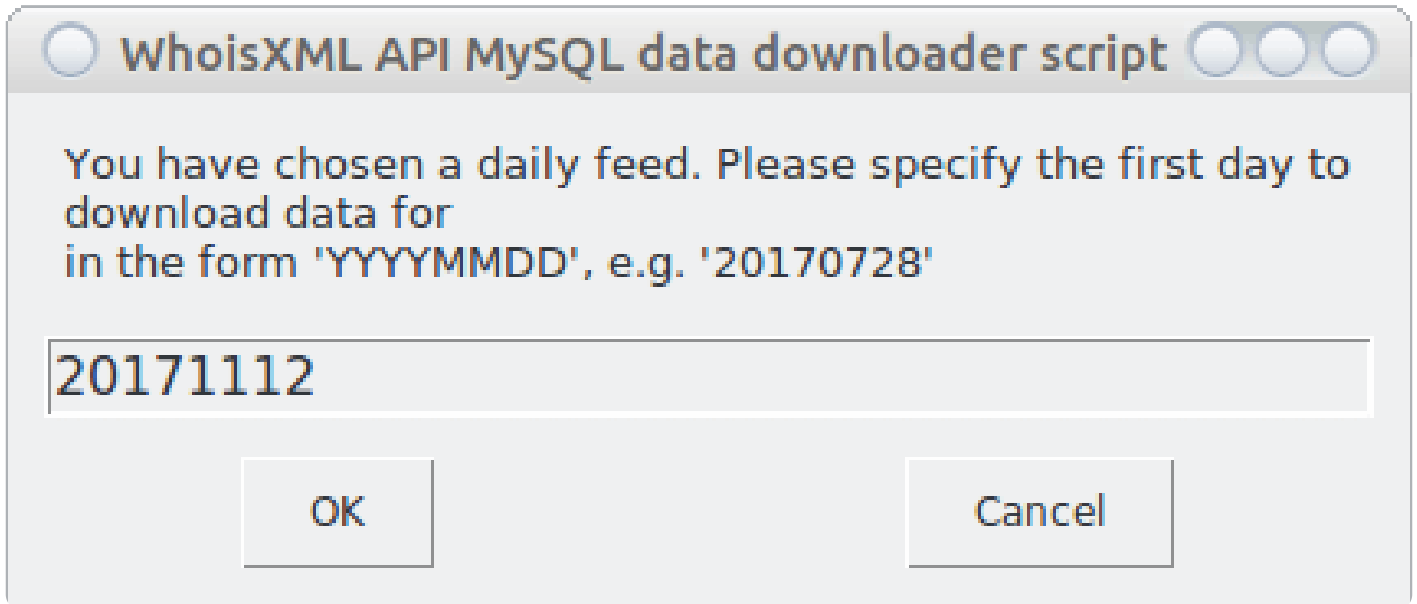 WhoisXML API MySQL data downloader script
You have chosen a daily feed. Please specify the first day to
download data for
in the form 'YYYYMMDD', e.g. '20170728'
20171112
OK Cancel